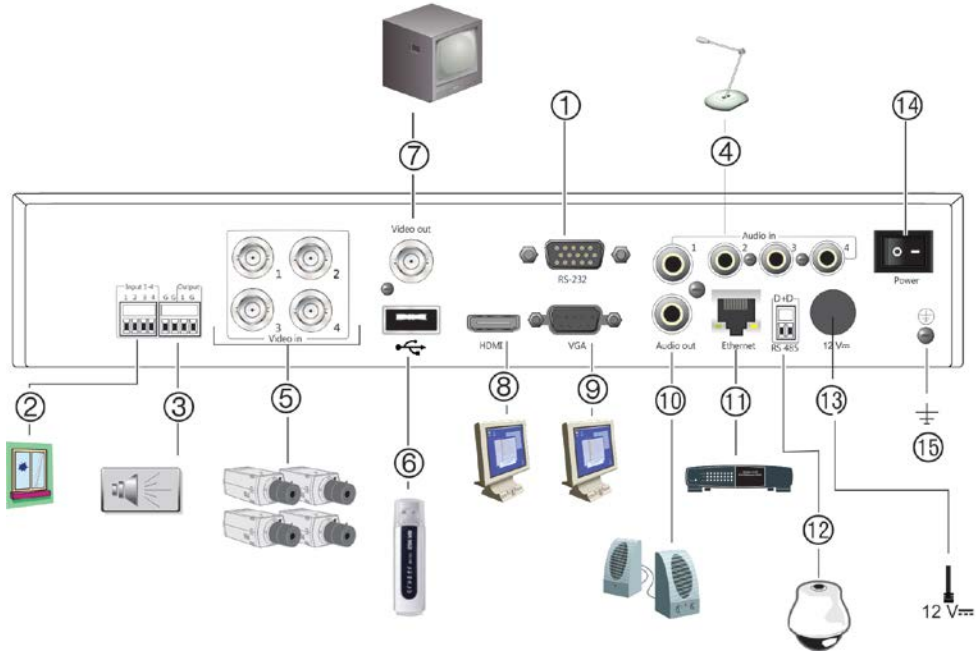 ①
⑭
⑦
④
Video out
Audio in
1
2
3
4
1
2
RS-232
Power
Input 1-4
Output
1 2 3 4
G G 1 G
D+D-
3
4
Video in
HDMI
VGA
Audio out
Ethernet
RS 485
12 Vm
②
③
⑤
⑧
⑨
⑩
⑪
⑬
⑮
⑥
⑫
12 V